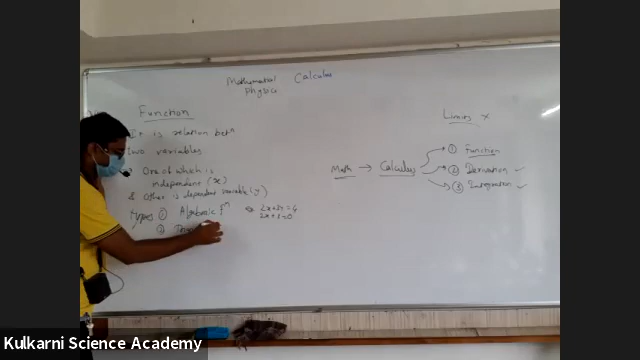 Mathematical Calculus
Physics
Function
It is relation betn
two variables.
One of which is
independent (x)
& Other is dependent variable (y)
types ① Algebraic fn
2x+3y=4
2x+3=0
②
Limits ×
Math → Calculus
① Function
② Derivation ✓
③ Integration ✓
Kulkarni Science Academy